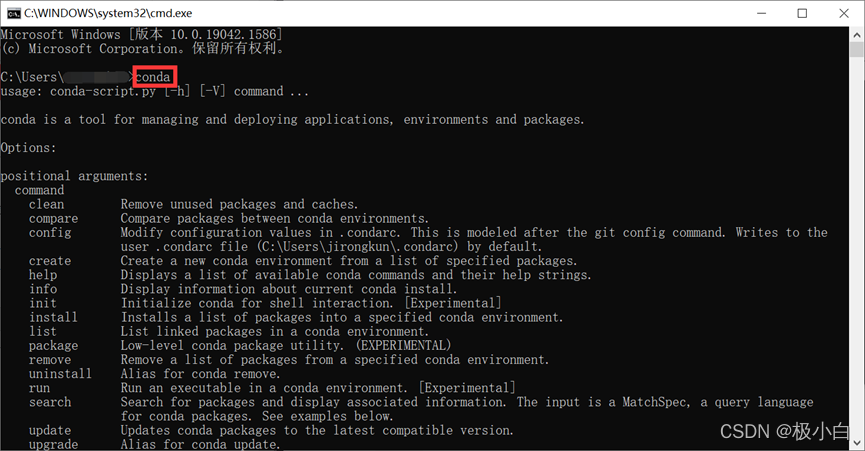 C:\WINDOWS\system32\cmd.exe
Microsoft Windows [版本 10.0.19042.1586]
(c) Microsoft Corporation。保留所有权利。
C:\Users\ >conda
usage: conda-script.py [-h] [-V] command ...
conda is a tool for managing and deploying applications, environments and packages.
Options:
positional arguments:
command
clean Remove unused packages and caches.
compare Compare packages between conda environments.
config Modify configuration values in .condarc. This is modeled after the git config command. Writes to the
user .condarc file (C:\Users\jirongkun\.condarc) by default.
create Create a new conda environment from a list of specified packages.
help Displays a list of available conda commands and their help strings.
info Display information about current conda install.
init Initialize conda for shell interaction. [Experimental]
install Installs a list of packages into a specified conda environment.
list List linked packages in a conda environment.
package Low-level conda package utility. (EXPERIMENTAL)
remove Remove a list of packages from a specified conda environment.
uninstall Alias for conda remove.
run Run an executable in a conda environment. [Experimental]
search Search for packages and display associated information. The input is a MatchSpec, a query language
for conda packages. See examples below.
update Updates conda packages to the latest compatible version.
upgrade Alias for conda update.
CSDN @极小白